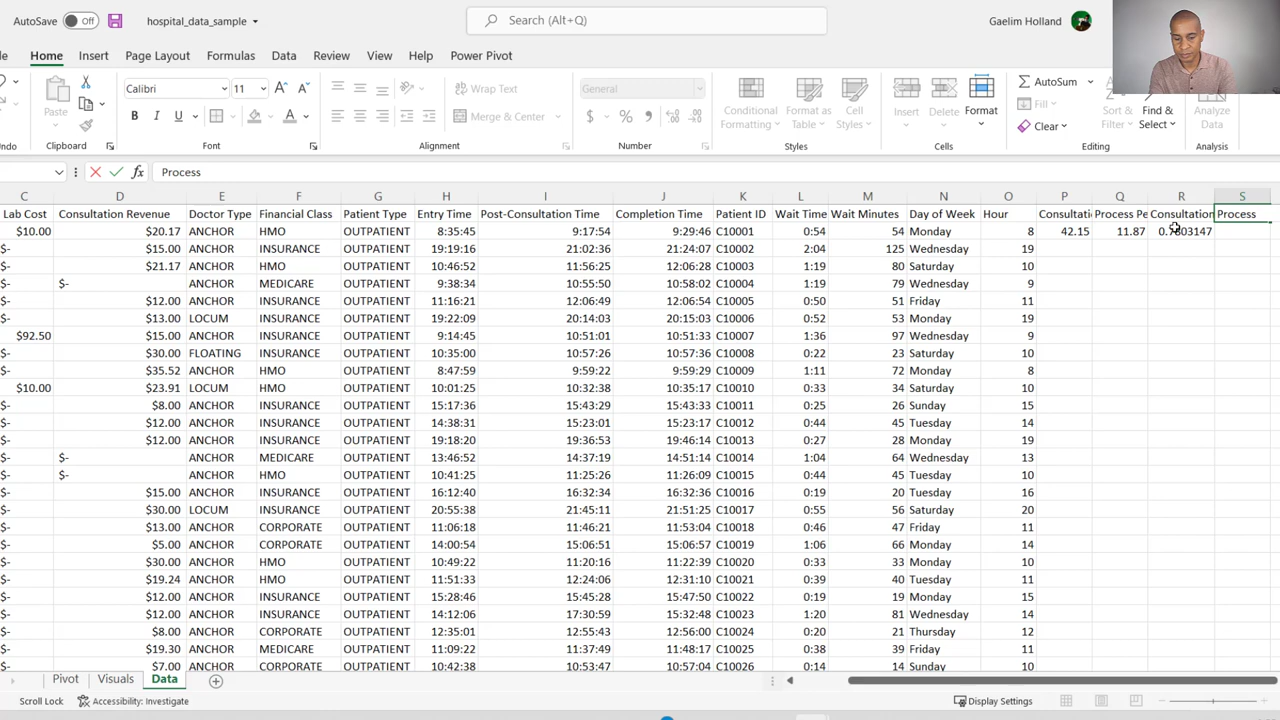 AutoSave Off hospital_data_sample Search (Alt+Q) Gaelim Holland
Home Insert Page Layout Formulas Data Review View Help Power Pivot
Calibri 11 Wrap Text General AutoSum
Paste B I U Merge & Center $ % Conditional Formatting Format as Table Cell Styles Insert Delete Format Fill Clear Sort & Filter Find & Select Analyze Data
Undo Clipboard Font Alignment Number Styles Cells Editing Analysis
fx Process
C D E F G H I J K L M N O P Q R S
Lab Cost Consultation Revenue Doctor Type Financial Class Patient Type Entry Time Post-Consultation Time Completion Time Patient ID Wait Time Wait Minutes Day of Week Hour Consultati Process Pe Consultation Process
$10.00 $20.17 ANCHOR HMO OUTPATIENT 8:35:45 9:17:54 9:29:46 C10001 0:54 54 Monday 8 42.15 11.87
$- $15.00 ANCHOR INSURANCE OUTPATIENT 19:19:16 21:02:36 21:24:07 C10002 2:04 125 Wednesday 19
$- $21.17 ANCHOR HMO OUTPATIENT 10:46:52 11:56:25 12:06:28 C10003 1:19 80 Saturday 10
$- $- ANCHOR MEDICARE OUTPATIENT 9:38:34 10:55:50 10:58:02 C10004 1:19 79 Wednesday 9
$- $12.00 ANCHOR INSURANCE OUTPATIENT 11:16:21 12:06:49 12:06:54 C10005 0:50 51 Friday 11
$- $13.00 LOCUM INSURANCE OUTPATIENT 19:22:09 20:14:03 20:15:03 C10006 0:52 53 Monday 19
$92.50 $15.00 ANCHOR INSURANCE OUTPATIENT 9:14:45 10:51:01 10:51:33 C10007 1:36 97 Wednesday 9
$- $30.00 FLOATING INSURANCE OUTPATIENT 10:35:00 10:57:26 10:57:36 C10008 0:22 23 Saturday 10
$- $35.52 ANCHOR HMO OUTPATIENT 8:47:59 9:59:22 9:59:29 C10009 1:11 72 Monday 8
$10.00 $23.91 LOCUM HMO OUTPATIENT 10:01:25 10:32:38 10:35:17 C10010 0:33 34 Saturday 10
$- $8.00 ANCHOR INSURANCE OUTPATIENT 15:17:36 15:43:29 15:43:33 C10011 0:25 26 Sunday 15
$- $12.00 ANCHOR INSURANCE OUTPATIENT 14:38:31 15:23:01 15:23:17 C10012 0:44 45 Tuesday 14
$- $12.00 ANCHOR INSURANCE OUTPATIENT 19:18:20 19:36:53 19:46:14 C10013 0:27 28 Monday 19
$- $- ANCHOR MEDICARE OUTPATIENT 13:46:52 14:37:19 14:51:14 C10014 1:04 64 Wednesday 13
$- $- ANCHOR HMO OUTPATIENT 10:41:25 11:25:26 11:26:09 C10015 0:44 45 Tuesday 10
$- $15.00 ANCHOR INSURANCE OUTPATIENT 16:12:40 16:32:34 16:32:36 C10016 0:19 20 Tuesday 16
$- $30.00 LOCUM INSURANCE OUTPATIENT 20:55:38 21:45:11 21:51:25 C10017 0:55 56 Saturday 20
$- $13.00 ANCHOR CORPORATE OUTPATIENT 11:06:18 11:46:21 11:53:04 C10018 0:46 47 Friday 11
$- $5.00 ANCHOR CORPORATE OUTPATIENT 14:00:54 15:06:51 15:06:57 C10019 1:06 66 Monday 14
$- $30.00 ANCHOR HMO OUTPATIENT 10:49:22 11:20:16 11:22:39 C10020 0:33 33 Monday 10
$- $19.24 ANCHOR HMO OUTPATIENT 11:51:33 12:24:06 12:31:10 C10021 0:39 40 Tuesday 11
$- $12.00 ANCHOR INSURANCE OUTPATIENT 15:28:46 15:45:28 15:47:50 C10022 0:19 19 Monday 15
$- $12.00 ANCHOR INSURANCE OUTPATIENT 14:12:06 17:30:59 15:32:48 C10023 1:20 81 Wednesday 14
$- $8.00 ANCHOR CORPORATE OUTPATIENT 12:35:01 12:55:43 12:56:00 C10024 0:20 21 Thursday 12
$- $19.30 ANCHOR MEDICARE OUTPATIENT 11:09:22 11:37:49 11:48:17 C10025 0:38 39 Friday 11
$- $7.00 ANCHOR CORPORATE OUTPATIENT 10:42:38 10:53:47 10:57:04 C10026 0:14 14 Sunday 10
Pivot Visuals Data
Scroll Lock Accessibility: Investigate Display Settings